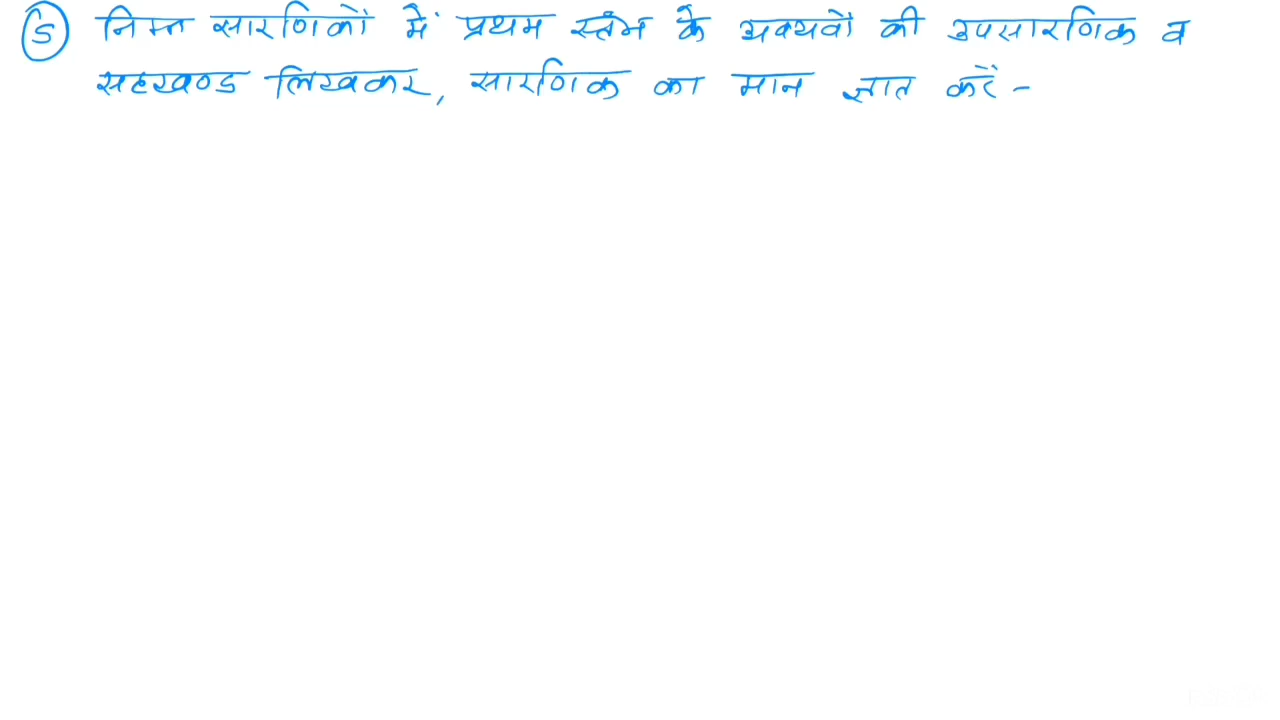 ⑤ निम्न सारणिकों में प्रथम स्तंभ के अवयवों की उपसारणिक व
सहखण्ड लिखकर, सारणिक का मान ज्ञात करें -